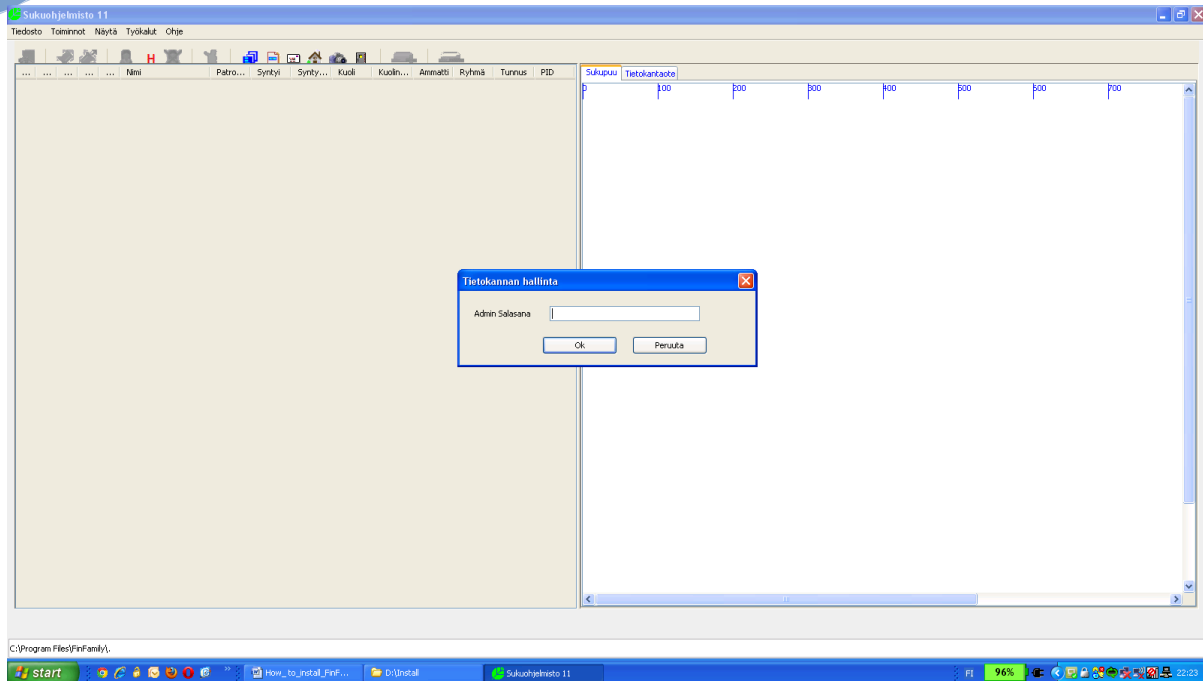 Sukuohjelmisto 11
Tiedosto Toiminnot Näytä Työkalut Ohje
H
... ... ... ... ... Nimi Patro... Syntyi Synty... Kuoli Kuolin... Ammatti Ryhmä Tunnus PID
Sukupuu Tietokantaote
0 100 200 300 400 500 600 700
Tietokannan hallinta
Admin Salasana
Ok Peruuta
C:\Program Files\FinFamily\.
start How_to_install_FinF... D:\Install Sukuohjelmisto 11 FI 96% 22:23